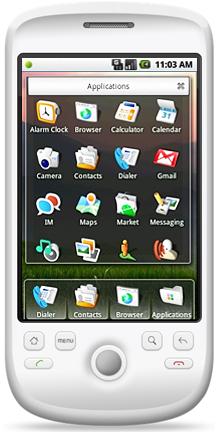 11:03 AM
Applications
Alarm Clock Browser Calculator Calendar
Camera Contacts Dialer Gmail
IM Maps Market Messaging
Dialer Contacts Browser Applications
menu